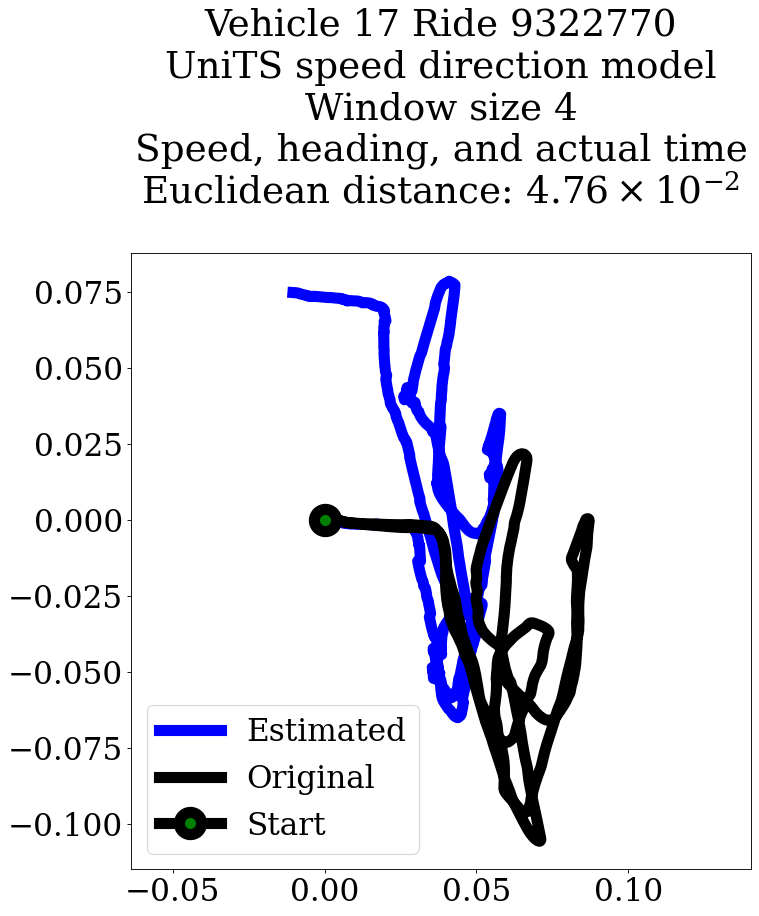 Vehicle 17 Ride 9322770
UniTS speed direction model
Window size 4
Speed, heading, and actual time
Euclidean distance: 4.76 × 10⁻²
0.075
0.050
0.025
0.000
−0.025
−0.050
−0.075
−0.100
Estimated
Original
Start
−0.05 0.00 0.05 0.10